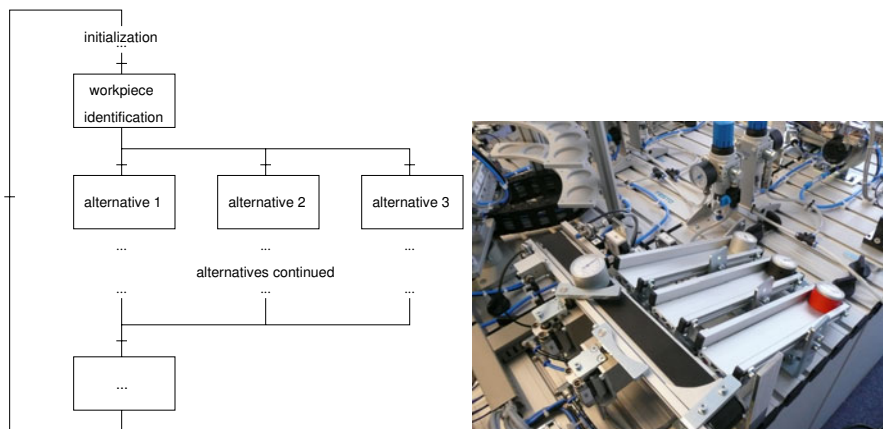 initialization
...
workpiece
identification
alternative 1
alternative 2
alternative 3
...
...
...
alternatives continued
...
...
...
...